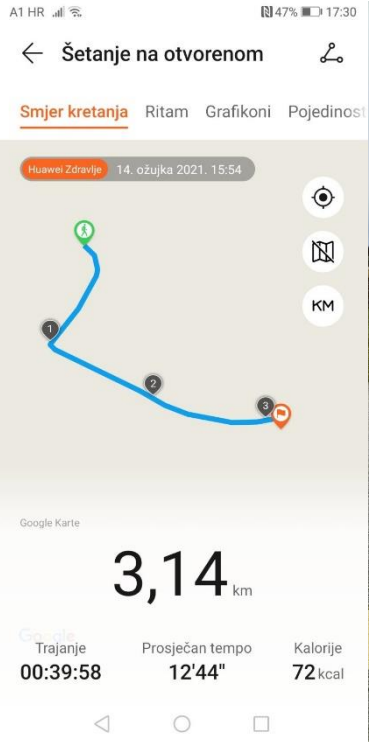 A1 HR 47% 17:30
Šetanje na otvorenom
Smjer kretanja Ritam Grafikoni Pojedinost
Huawei Zdravlje 14. ožujka 2021. 15:54
KM
1
2
3
Google Karte
3,14 km
Google
Trajanje Prosječan tempo Kalorije
00:39:58 12'44" 72 kcal